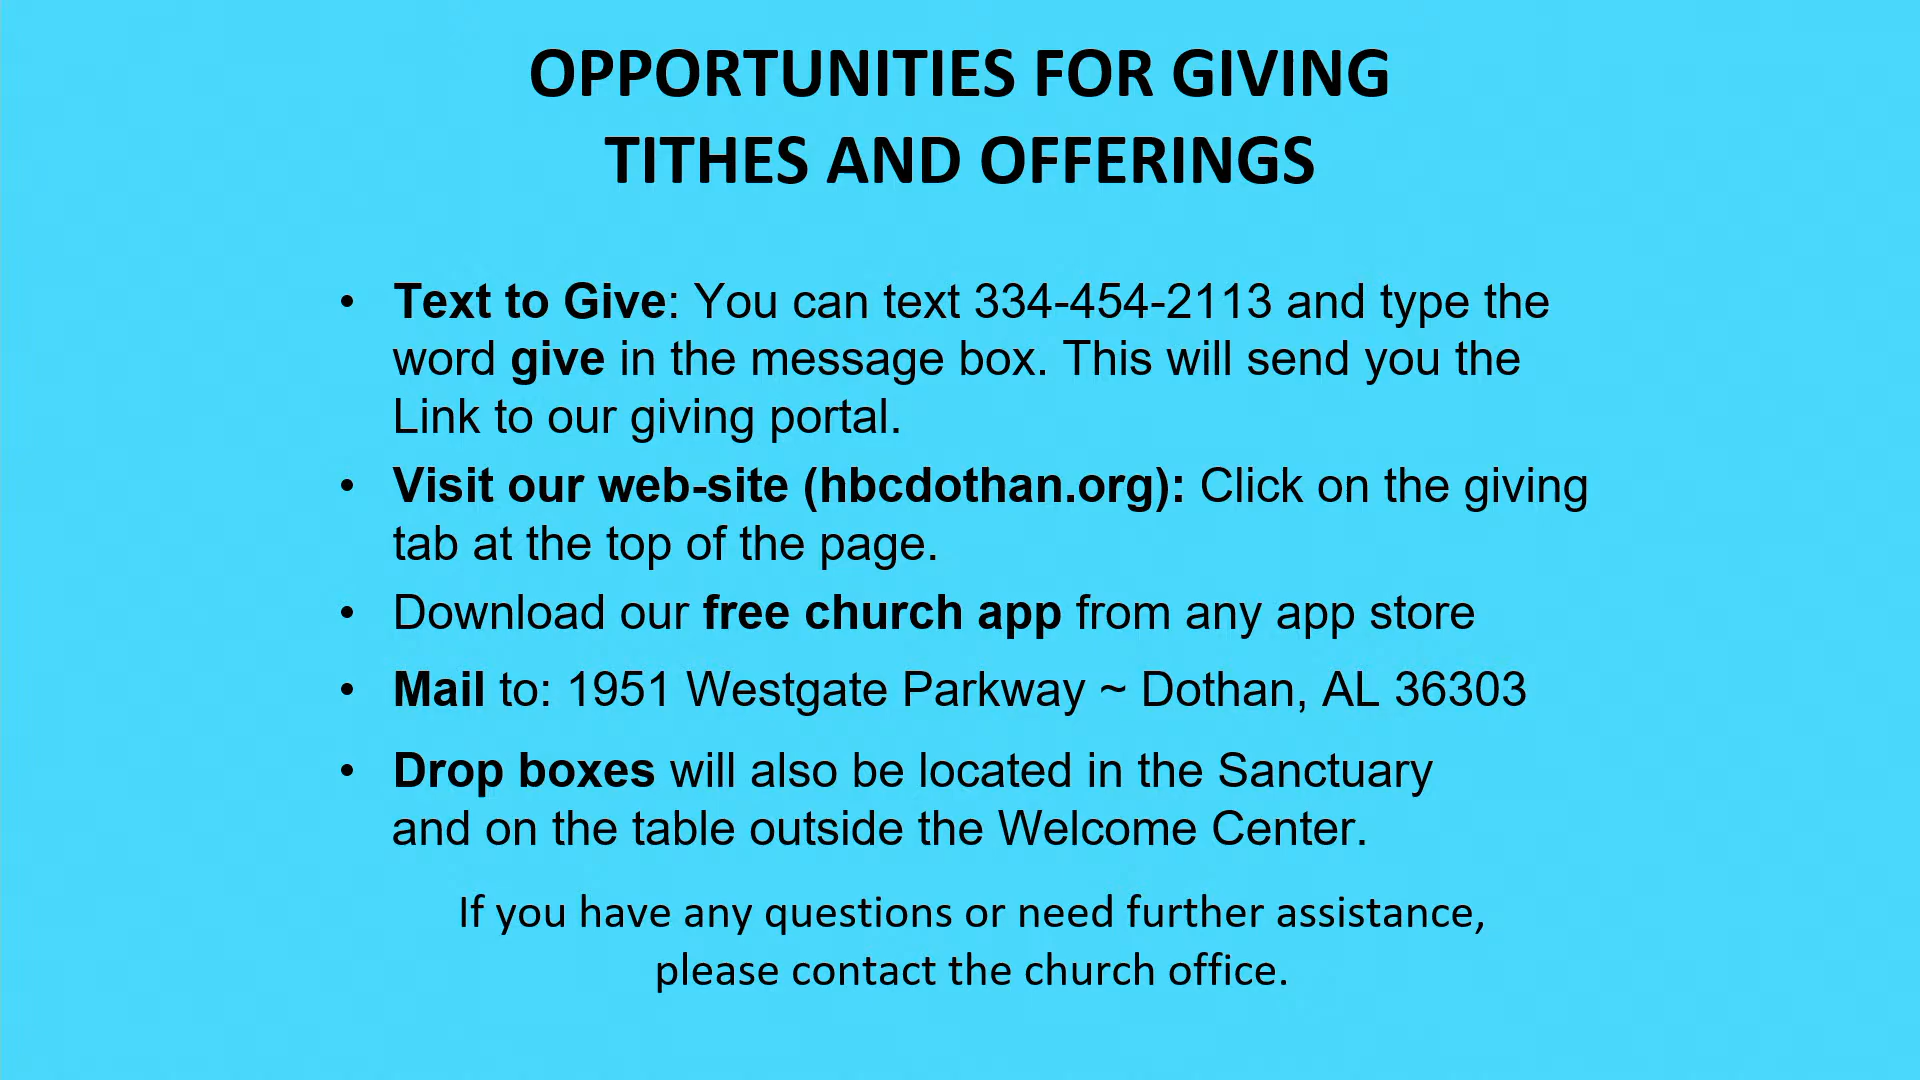 OPPORTUNITIES FOR GIVING
TITHES AND OFFERINGS
• Text to Give: You can text 334-454-2113 and type the
word give in the message box. This will send you the
Link to our giving portal.
• Visit our web-site (hbcdothan.org): Click on the giving
tab at the top of the page.
• Download our free church app from any app store
• Mail to: 1951 Westgate Parkway ~ Dothan, AL 36303
• Drop boxes will also be located in the Sanctuary
and on the table outside the Welcome Center.
If you have any questions or need further assistance,
please contact the church office.